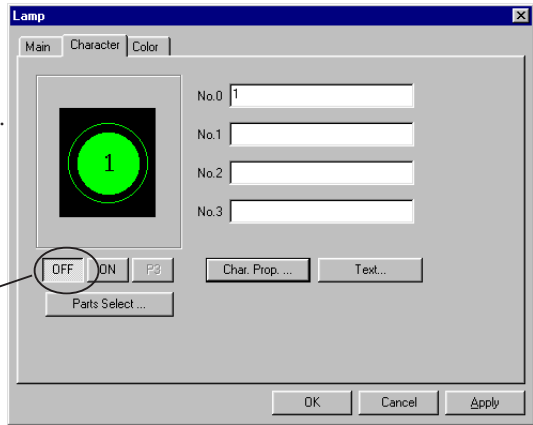 Lamp
Main Character Color
No.0 1
No.1
1
No.2
No.3
OFF ON P3 Char. Prop. ... Text...
Parts Select ...
OK Cancel Apply